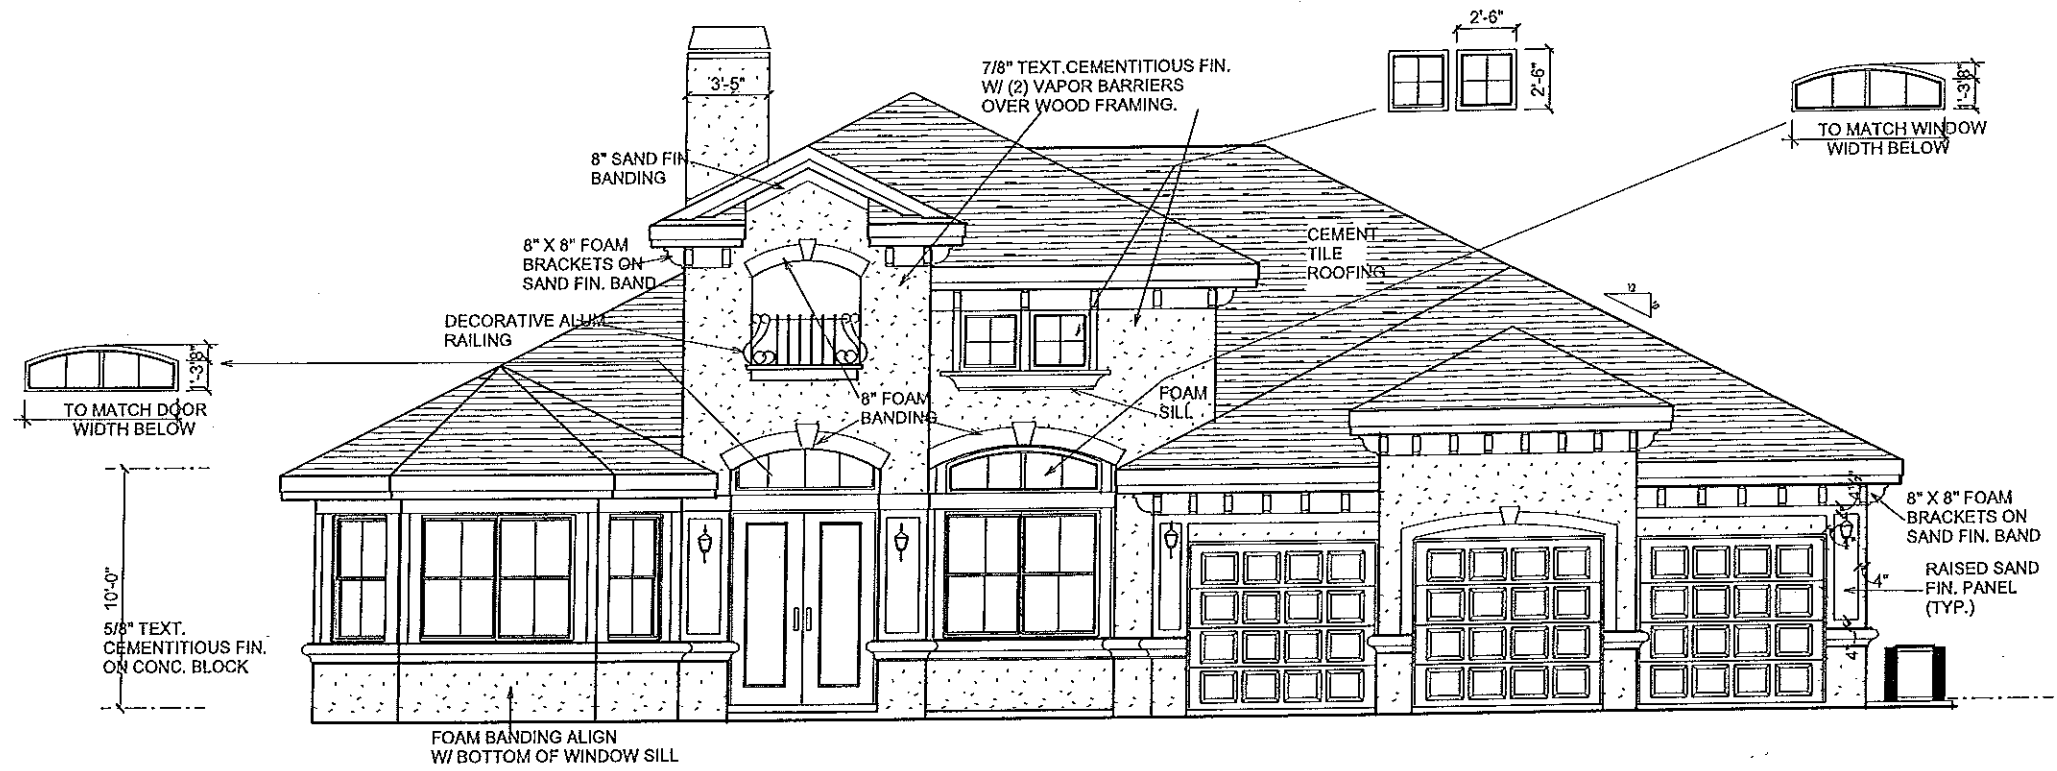 2'-6"
2'-6"
3'-5"
7/8" TEXT.CEMENTITIOUS FIN.
W/ (2) VAPOR BARRIERS
OVER WOOD FRAMING.
1'-3"
8"
TO MATCH WINDOW
WIDTH BELOW
8" SAND FIN
BANDING
8" X 8" FOAM
BRACKETS ON
SAND FIN. BAND
CEMENT
TILE
ROOFING
12
DECORATIVE ALUM
RAILING
1'-3"
8"
TO MATCH DOOR
WIDTH BELOW
8" FOAM
BANDING
FOAM
SILL
10'-0"
5/8" TEXT.
CEMENTITIOUS FIN.
ON CONC. BLOCK
8" X 8" FOAM
BRACKETS ON
SAND FIN. BAND
RAISED SAND
FIN. PANEL
(TYP.)
4"
4"
4"
FOAM BANDING ALIGN
W/ BOTTOM OF WINDOW SILL